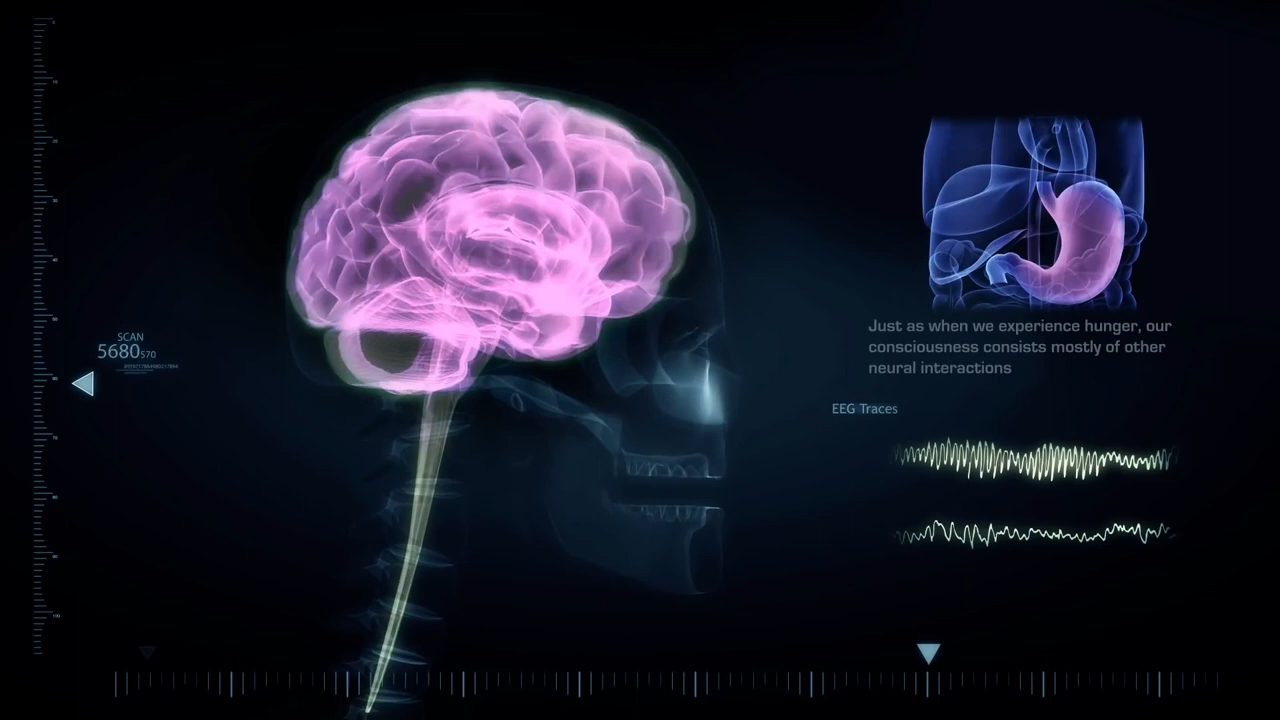 SCAN
5680570
Just as when we experience hunger, our
consciousness consists mostly of other
neural interactions
EEG Traces